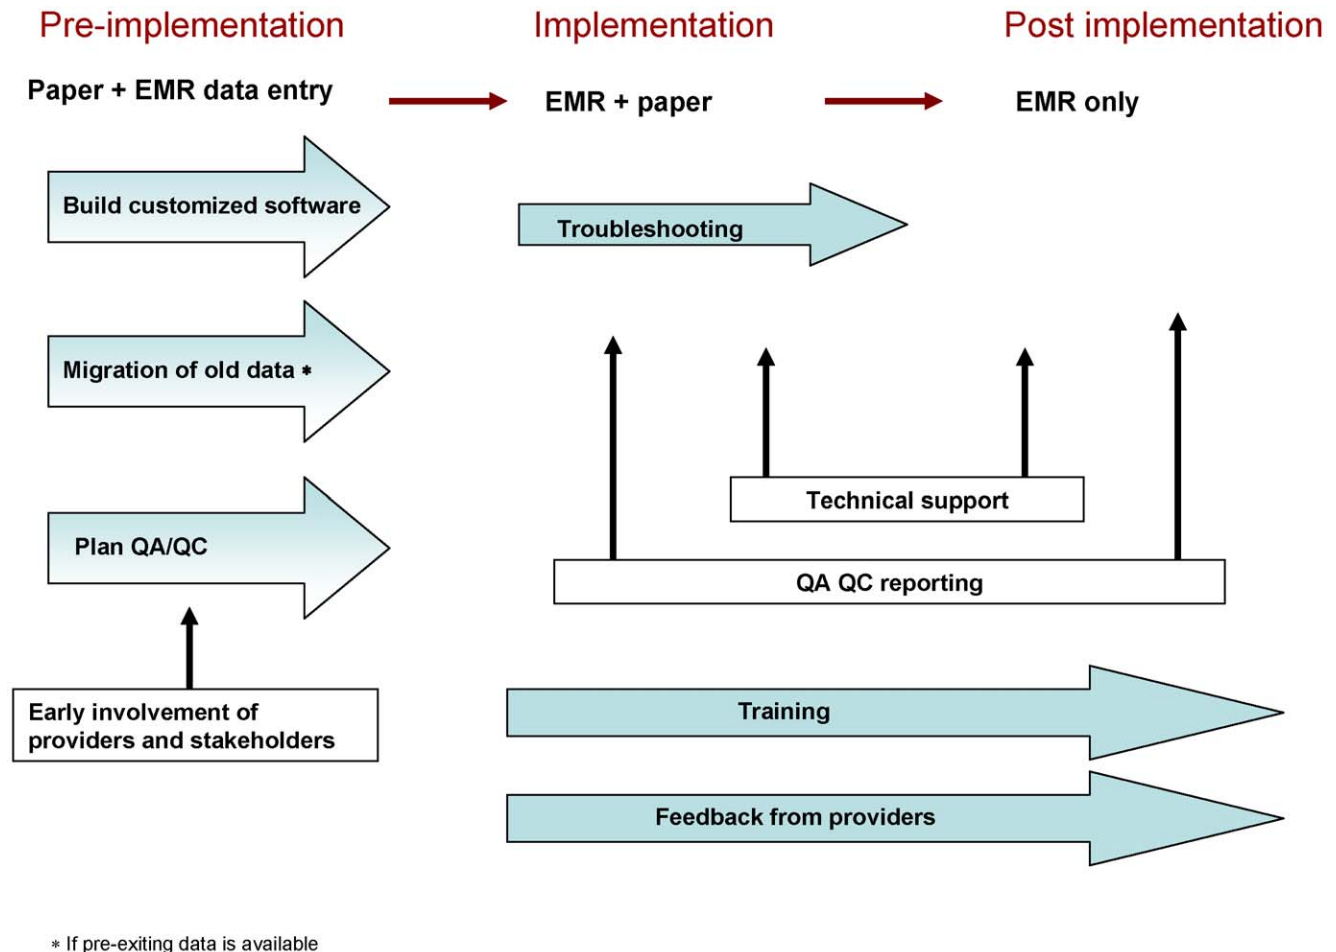 Pre-implementation
Implementation
Post implementation
Paper + EMR data entry
EMR + paper
EMR only
Build customized software
Troubleshooting
Migration of old data *
Technical support
Plan QA/QC
QA QC reporting
Early involvement of
providers and stakeholders
Training
Feedback from providers
* If pre-exiting data is available